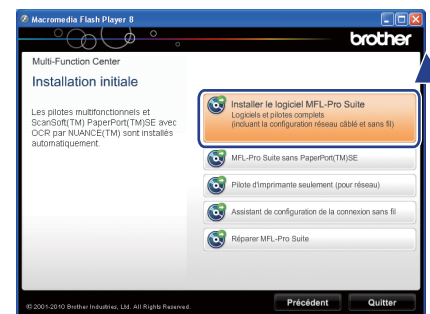 Macromedia Flash Player 8
brother
Multi-Function Center
Installation initiale
Les pilotes multifonctionnels et
ScanSoft(TM) PaperPort(TM)SE avec
OCR par NUANCE(TM) sont installés
automatiquement.
Installer le logiciel MFL-Pro Suite
Logiciels et pilotes complets
(incluant la configuration réseau câblé et sans fil)
MFL-Pro Suite sans PaperPort(TM)SE
Pilote d'imprimante seulement (pour réseau)
Assistant de configuration de la connexion sans fil
Réparer MFL-Pro Suite
© 2001-2010 Brother Industries, Ltd. All Rights Reserved.
Précédent
Quitter